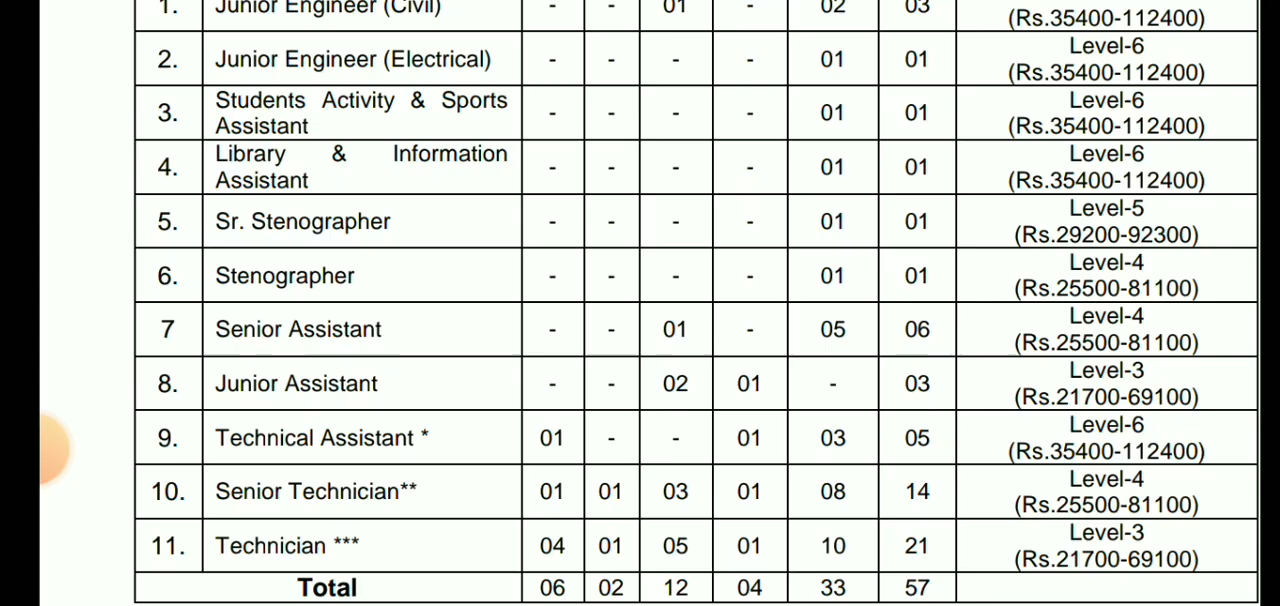 1. Junior Engineer (Civil) - - 01 - 02 03
(Rs.35400-112400)
2. Junior Engineer (Electrical) - - - - 01 01 Level-6
(Rs.35400-112400)
3. Students Activity & Sports - - - - 01 01 Level-6
Assistant (Rs.35400-112400)
4. Library & Information - - - - 01 01 Level-6
Assistant (Rs.35400-112400)
5. Sr. Stenographer - - - - 01 01 Level-5
(Rs.29200-92300)
6. Stenographer - - - - 01 01 Level-4
(Rs.25500-81100)
7 Senior Assistant - - 01 - 05 06 Level-4
(Rs.25500-81100)
8. Junior Assistant - - 02 01 - 03 Level-3
(Rs.21700-69100)
9. Technical Assistant * 01 - - 01 03 05 Level-6
(Rs.35400-112400)
10. Senior Technician** 01 01 03 01 08 14 Level-4
(Rs.25500-81100)
11. Technician *** 04 01 05 01 10 21 Level-3
(Rs.21700-69100)
Total 06 02 12 04 33 57